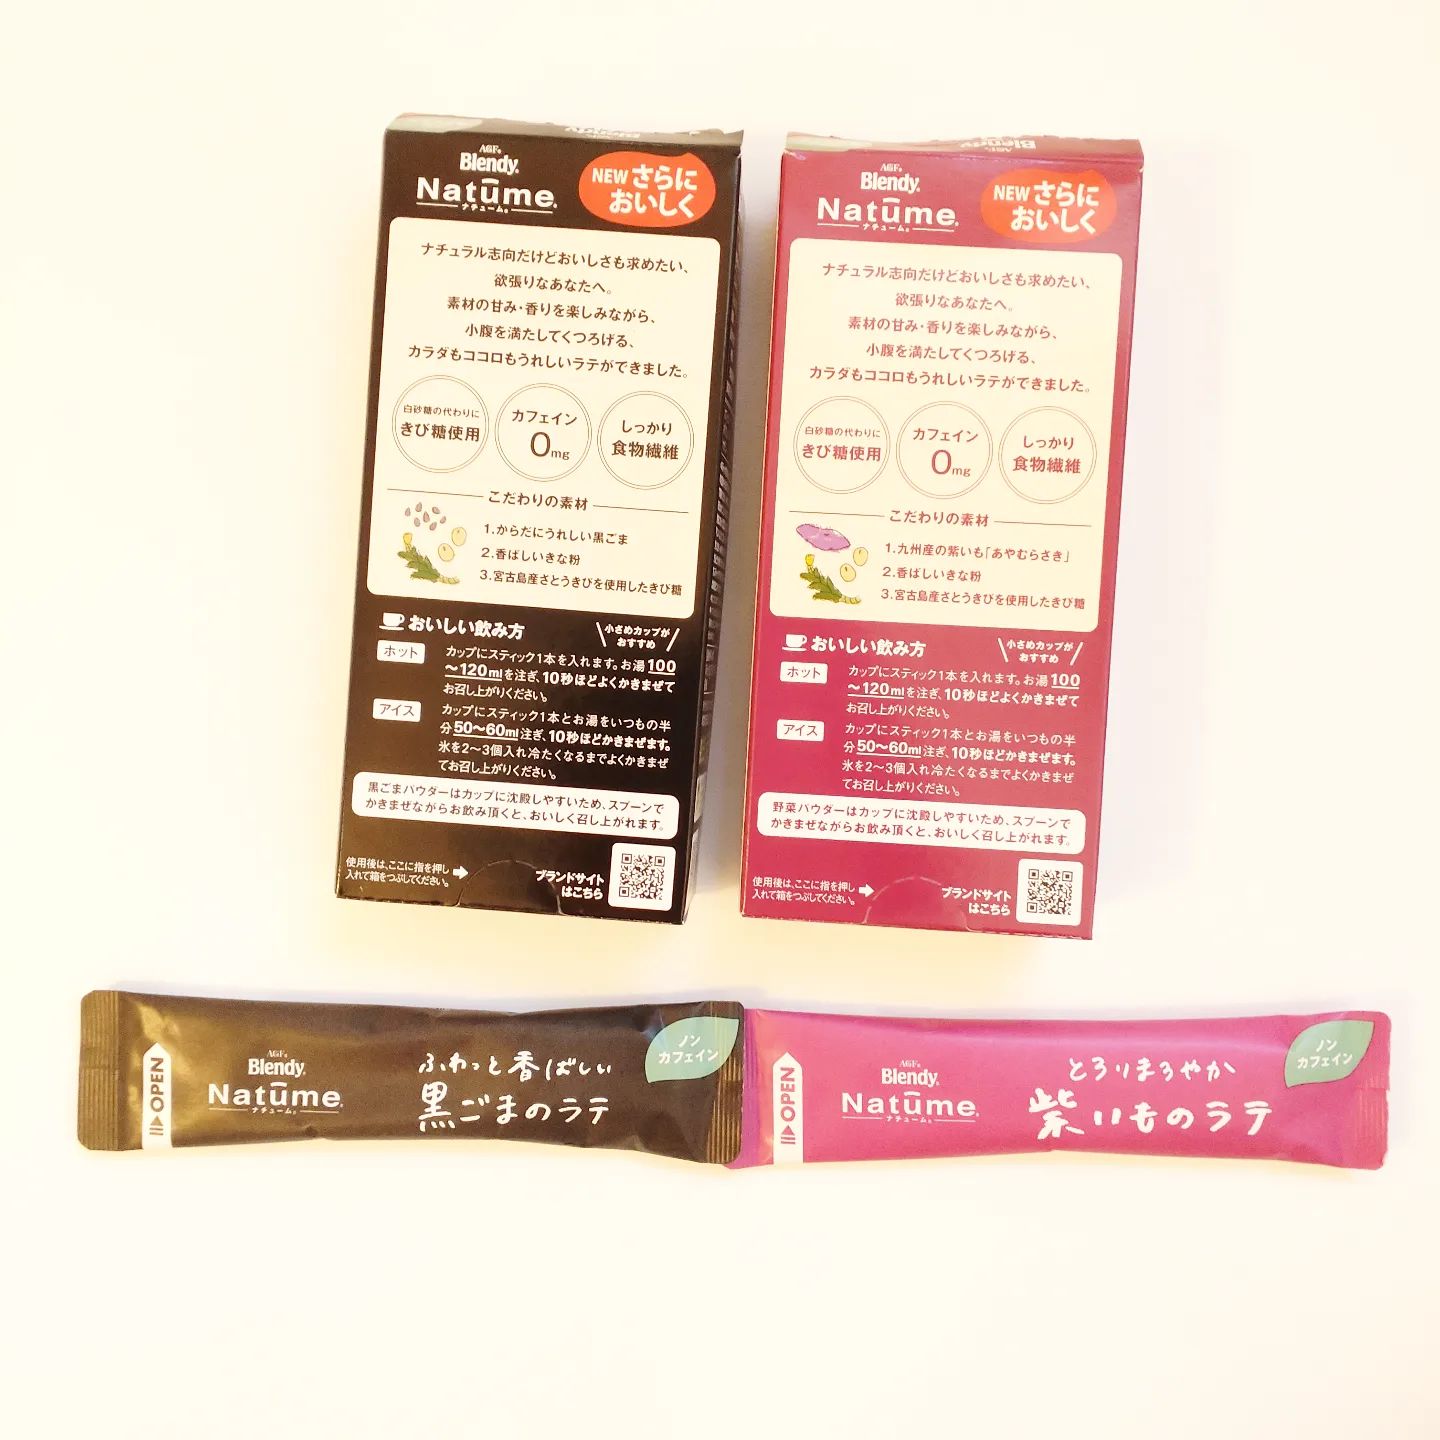 AGF®
Blendy®
Natūme®
ナチューム®
NEW さらに
おいしく
ナチュラル志向だけどおいしさも求めたい、
欲張りなあなたへ。
素材の甘み・香りを楽しみながら、
小腹を満たしてくつろげる、
カラダもココロもうれしいラテができました。
白砂糖の代わりに
きび糖使用
カフェイン
0mg
しっかり
食物繊維
こだわりの素材
1.からだにうれしい黒ごま
2.香ばしいきな粉
3.宮古島産さとうきびを使用したきび糖
おいしい飲み方
小さめカップが
おすすめ
ホット
カップにスティック1本を入れます。お湯100
～120mlを注ぎ、10秒ほどよくかきまぜて
お召し上がりください。
アイス
カップにスティック1本とお湯をいつもの半
分50～60ml注ぎ、10秒ほどかきまぜます。
氷を2～3個入れ冷たくなるまでよくかきまぜ
てお召し上がりください。
黒ごまパウダーはカップに沈殿しやすいため、スプーンで
かきまぜながらお飲み頂くと、おいしく召し上がれます。
使用後は、ここに指を押し
入れて箱をつぶしてください。
ブランドサイト
はこちら
AGF®
Blendy®
Natūme®
ナチューム®
NEW さらに
おいしく
ナチュラル志向だけどおいしさも求めたい、
欲張りなあなたへ。
素材の甘み・香りを楽しみながら、
小腹を満たしてくつろげる、
カラダもココロもうれしいラテができました。
白砂糖の代わりに
きび糖使用
カフェイン
0mg
しっかり
食物繊維
こだわりの素材
1.九州産の紫いも「あやむらさき」
2.香ばしいきな粉
3.宮古島産さとうきびを使用したきび糖
おいしい飲み方
小さめカップが
おすすめ
ホット
カップにスティック1本を入れます。お湯100
～120mlを注ぎ、10秒ほどよくかきまぜて
お召し上がりください。
アイス
カップにスティック1本とお湯をいつもの半
分50～60ml注ぎ、10秒ほどかきまぜます。
氷を2～3個入れ冷たくなるまでよくかきまぜ
てお召し上がりください。
野菜パウダーはカップに沈殿しやすいため、スプーンで
かきまぜながらお飲み頂くと、おいしく召し上がれます。
使用後は、ここに指を押し
入れて箱をつぶしてください。
ブランドサイト
はこちら
OPEN
AGF®
Blendy®
Natūme®
ナチューム®
ふわっと香ばしい
黒ごまのラテ
ノン
カフェイン
OPEN
AGF®
Blendy®
Natūme®
ナチューム®
とろりまろやか
紫いものラテ
ノン
カフェイン